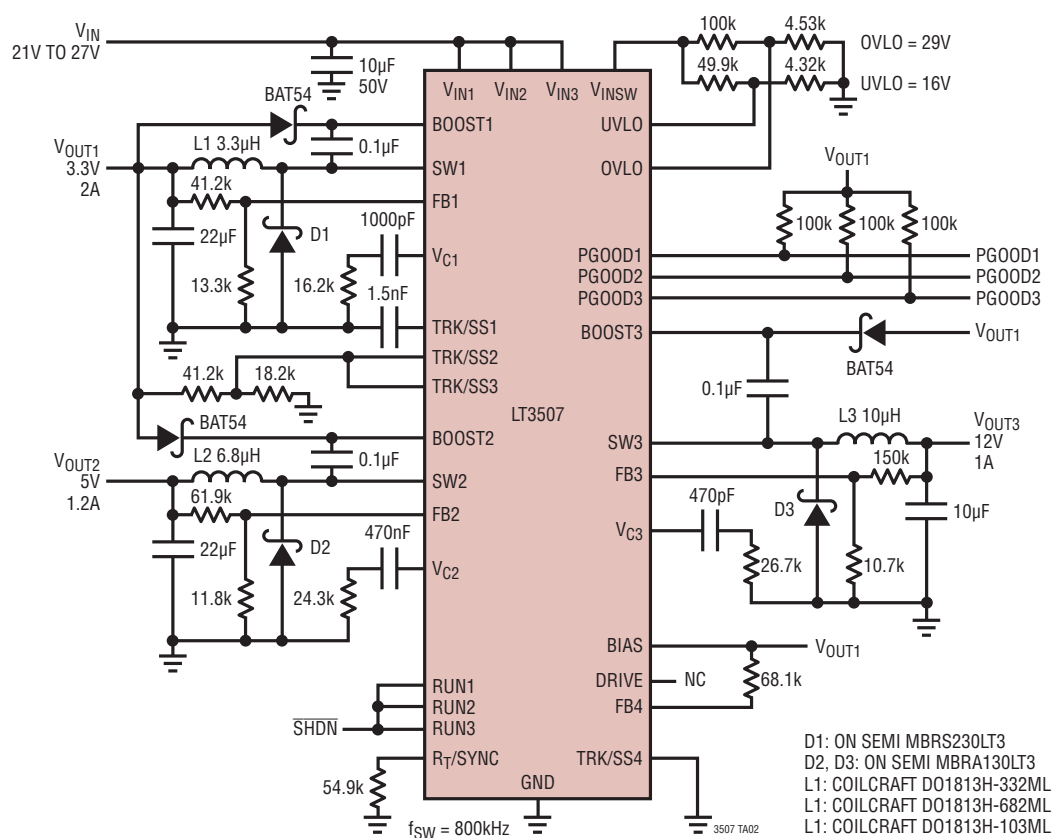 VIN
21V TO 27V
10µF
50V
100k
4.53k
OVLO = 29V
49.9k
4.32k
UVLO = 16V
VIN1
VIN2
VIN3
VINSW
BAT54
BOOST1
UVLO
VOUT1
3.3V
2A
L1 3.3µH
0.1µF
SW1
OVLO
VOUT1
41.2k
FB1
22µF
D1
1000pF
100k
100k
100k
VC1
PGOOD1
PGOOD1
PGOOD2
PGOOD2
13.3k
16.2k
1.5nF
PGOOD3
PGOOD3
TRK/SS1
BOOST3
VOUT1
TRK/SS2
BAT54
41.2k
18.2k
TRK/SS3
0.1µF
LT3507
BAT54
BOOST2
SW3
L3 10µH
VOUT3
12V
1A
VOUT2
5V
1.2A
L2 6.8µH
0.1µF
SW2
FB3
150k
61.9k
FB2
470pF
D3
10µF
22µF
D2
470nF
VC3
VC2
26.7k
10.7k
11.8k
24.3k
BIAS
VOUT1
DRIVE
NC
68.1k
RUN1
RUN2
FB4
SHDN
RUN3
RT/SYNC
TRK/SS4
54.9k
GND
fSW = 800kHz
3507 TA02
D1: ON SEMI MBRS230LT3
D2, D3: ON SEMI MBRA130LT3
L1: COILCRAFT DO1813H-332ML
L1: COILCRAFT DO1813H-682ML
L1: COILCRAFT DO1813H-103ML